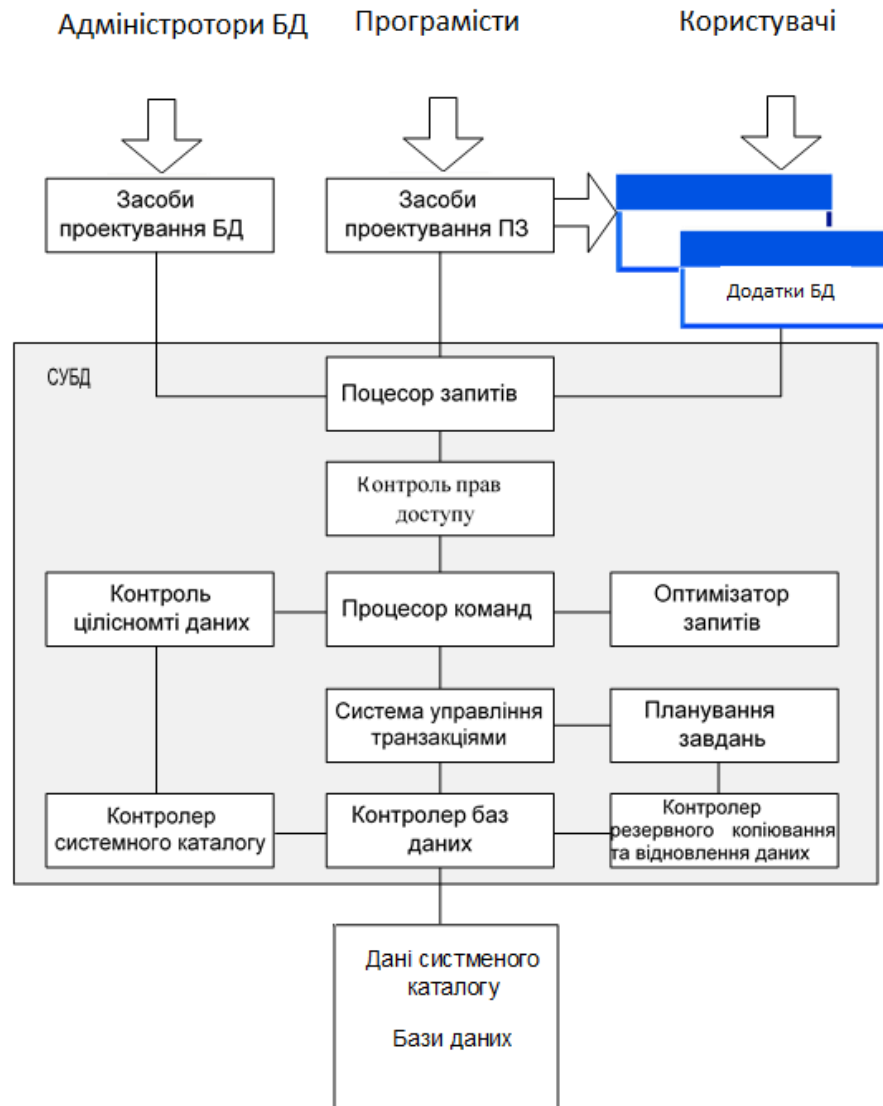 Адміністротори БД
Програмісти
Користувачі
Засоби
проектування БД
Засоби
проектування ПЗ
Додатки БД
СУБД
Поцесор запитів
Контроль прав
доступу
Контроль
цілісномті даних
Процесор команд
Оптимізатор
запитів
Система управління
транзакціями
Планування
завдань
Контролер
системного каталогу
Контролер баз
даних
Контролер
резервного копіювання
та відновлення даних
Дані систменого
каталогу
Бази даних